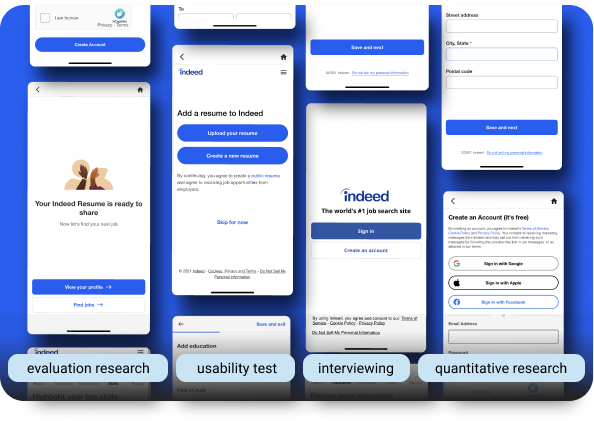 I am human
hCaptcha
Privacy - Terms
Create Account
Your Indeed Resume is ready to
share
Now let's find your next job
View your profile →
Find jobs →
indeed
Highlight your top skills
To
indeed
Add a resume to Indeed
Upload your resume
Create a new resume
By continuing, you agree to create a public resume
and agree to receiving job opportunities from
employers.
Skip for now
© 2021 Indeed - Cookies, Privacy and Terms - Do Not Sell My
Personal Information
Save and exit
Add education
Field of study
Save and next
©2021 Indeed - Do not sell my personal information
indeed
The world's #1 job search site
Sign in
Create an account
By using Indeed, you agree and consent to our: Terms of
Service - Cookie Policy - Privacy Policy
Do Not Sell My Personal Information
Review your education
Street address
City, State *
Postal code
Save and next
©2021 Indeed - Do not sell my personal information
Create an Account (it's free)
By creating an account, you agree to Indeed's Terms of Service,
Cookie Policy and Privacy Policy. You consent to receiving marketing
messages from Indeed and may opt out from receiving such
messages by following the unsubscribe link in our messages, or as
detailed in our terms.
Sign in with Google
Sign in with Apple
Sign in with Facebook
or
Email Address
Password
evaluation research
usability test
interviewing
quantitative research